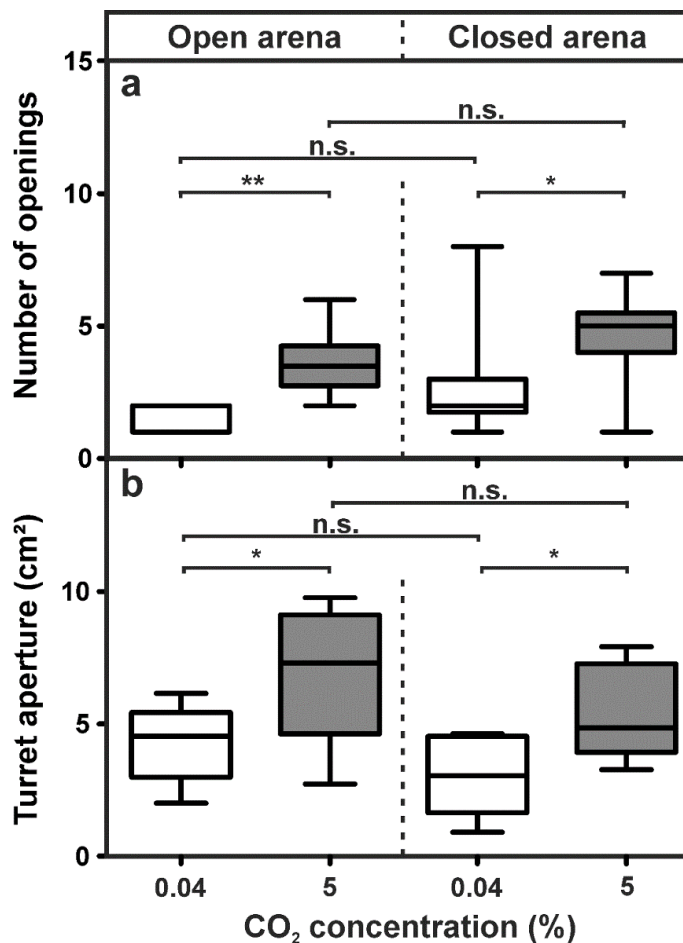 Open arena Closed arena
15
a
n.s.
n.s.
10
** *
Number of openings
5
0
b
n.s.
n.s.
* *
10
Turret aperture (cm²)
5
0
0.04 5 0.04 5
CO₂ concentration (%)